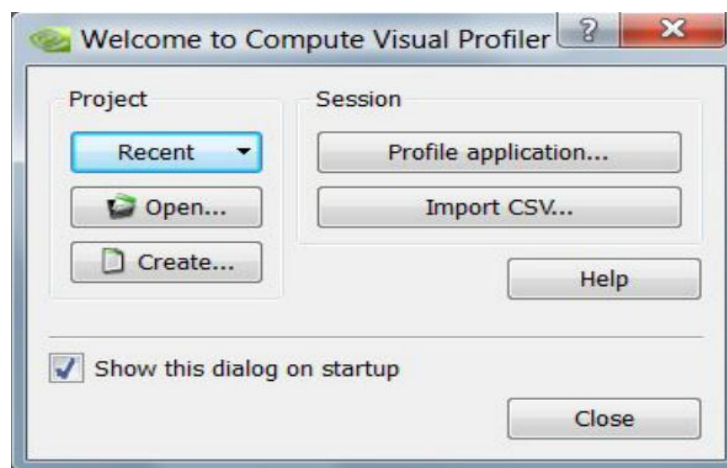 Welcome to Compute Visual Profiler
Project
Recent
Open...
Create...
Session
Profile application...
Import CSV...
Help
Show this dialog on startup
Close